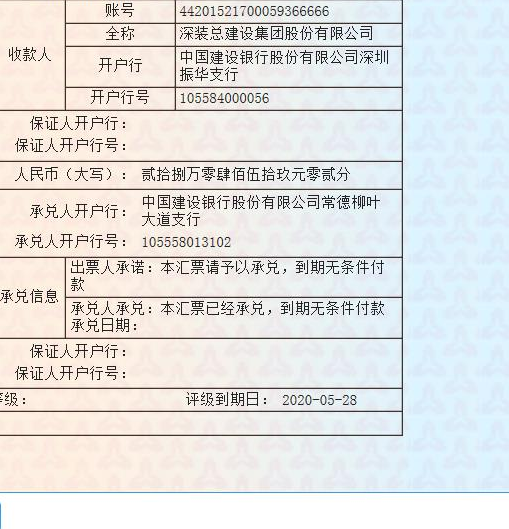 账号 44201521700059366666
全称 深装总建设集团股份有限公司
收款人
开户行 中国建设银行股份有限公司深圳
振华支行
开户行号 105584000056
保证人开户行：
保证人开户行号：
人民币（大写）： 贰拾捌万零肆佰伍拾玖元零贰分
承兑人开户行： 中国建设银行股份有限公司常德柳叶
大道支行
承兑人开户行号： 105558013102
承兑信息
出票人承诺：本汇票请予以承兑，到期无条件付
款
承兑人承兑：本汇票已经承兑，到期无条件付款
承兑日期：
保证人开户行：
保证人开户行号：
级： 评级到期日： 2020-05-28